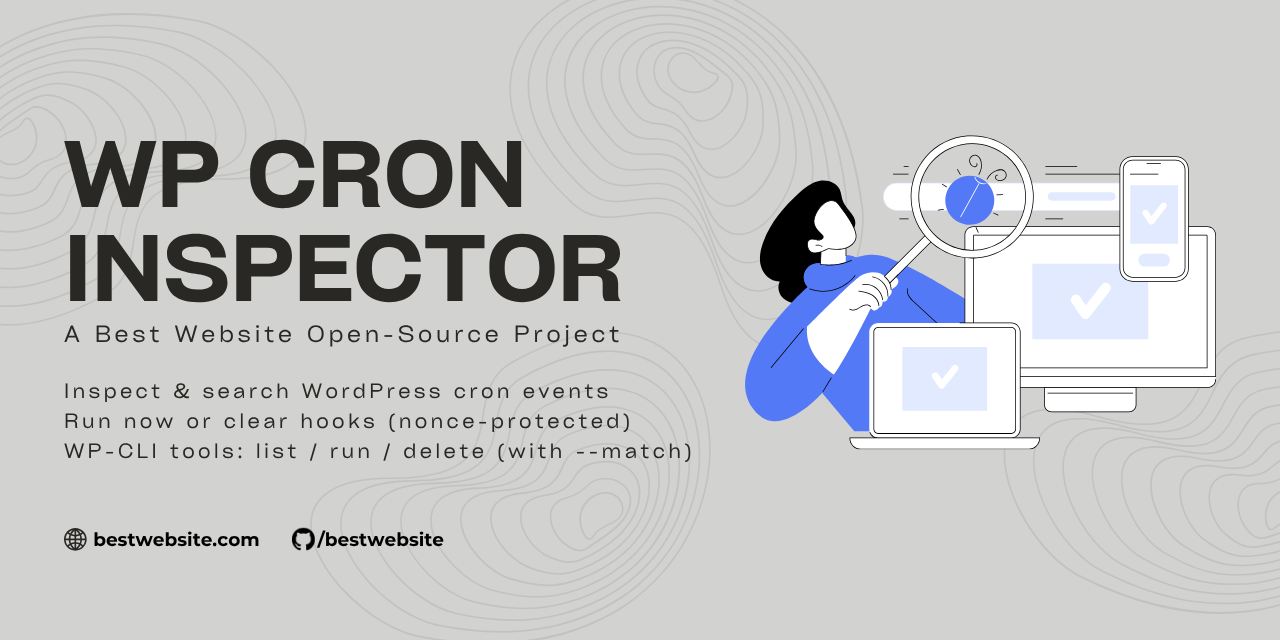 WP CRON
INSPECTOR
A Best Website Open-Source Project
Inspect & search WordPress cron events
Run now or clear hooks (nonce-protected)
WP-CLI tools: list / run / delete (with --match)
bestwebsite.com /bestwebsite